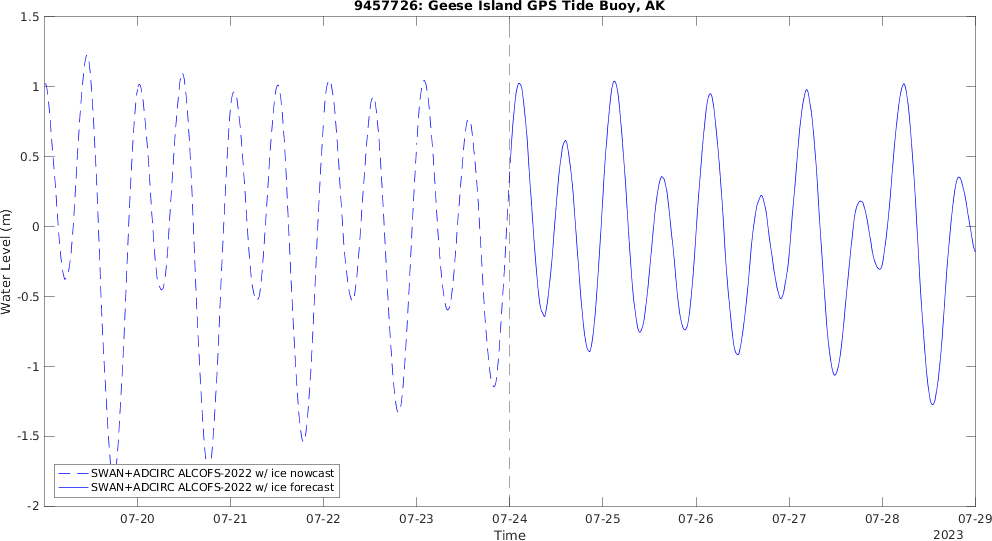 9457726: Geese Island GPS Tide Buoy, AK
Water Level (m)
1.5
1
0.5
0
-0.5
-1
-1.5
-2
SWAN+ADCIRC ALCOFS-2022 w/ ice nowcast
SWAN+ADCIRC ALCOFS-2022 w/ ice forecast
07-20 07-21 07-22 07-23 07-24 07-25 07-26 07-27 07-28 07-29
Time
2023